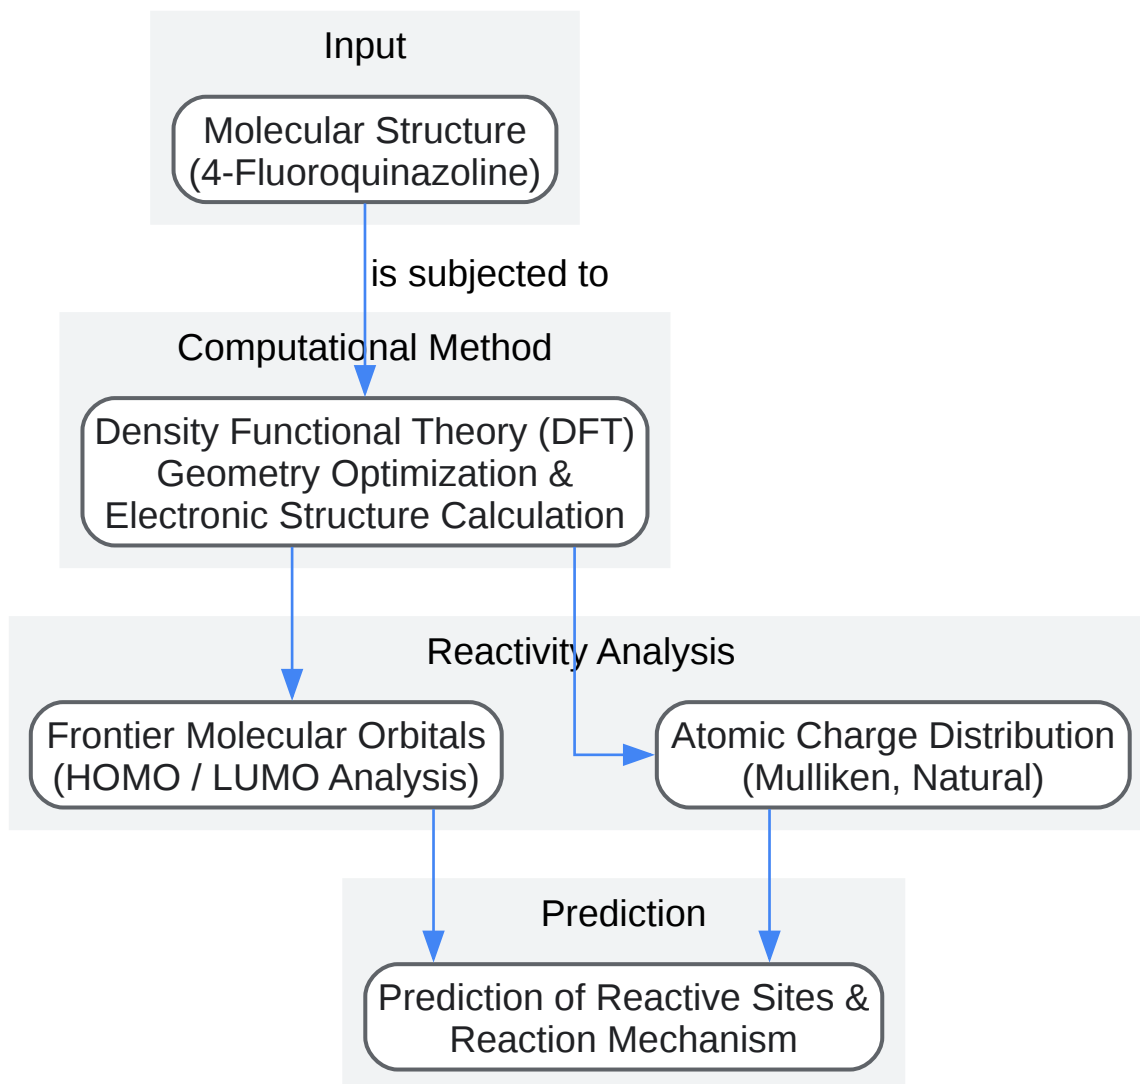 Input
Molecular Structure
(4-Fluoroquinazoline)
is subjected to
Computational Method
Density Functional Theory (DFT)
Geometry Optimization &
Electronic Structure Calculation
Reactivity Analysis
Frontier Molecular Orbitals
(HOMO / LUMO Analysis)
Atomic Charge Distribution
(Mulliken, Natural)
Prediction
Prediction of Reactive Sites &
Reaction Mechanism